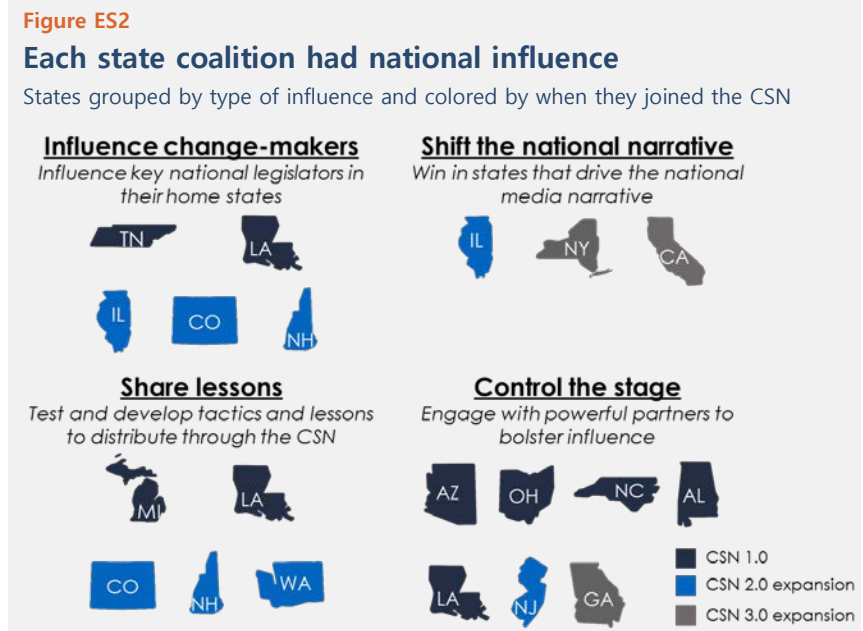 Figure ES2
Each state coalition had national influence
States grouped by type of influence and colored by when they joined the CSN
Influence change-makers
Influence key national legislators in
their home states
TN
LA
IL
CO
NH
Shift the national narrative
Win in states that drive the national
media narrative
IL
NY
CA
Share lessons
Test and develop tactics and lessons
to distribute through the CSN
MI
LA
CO
NH
WA
Control the stage
Engage with powerful partners to
bolster influence
AZ
OH
NC
AL
LA
NJ
GA
CSN 1.0
CSN 2.0 expansion
CSN 3.0 expansion